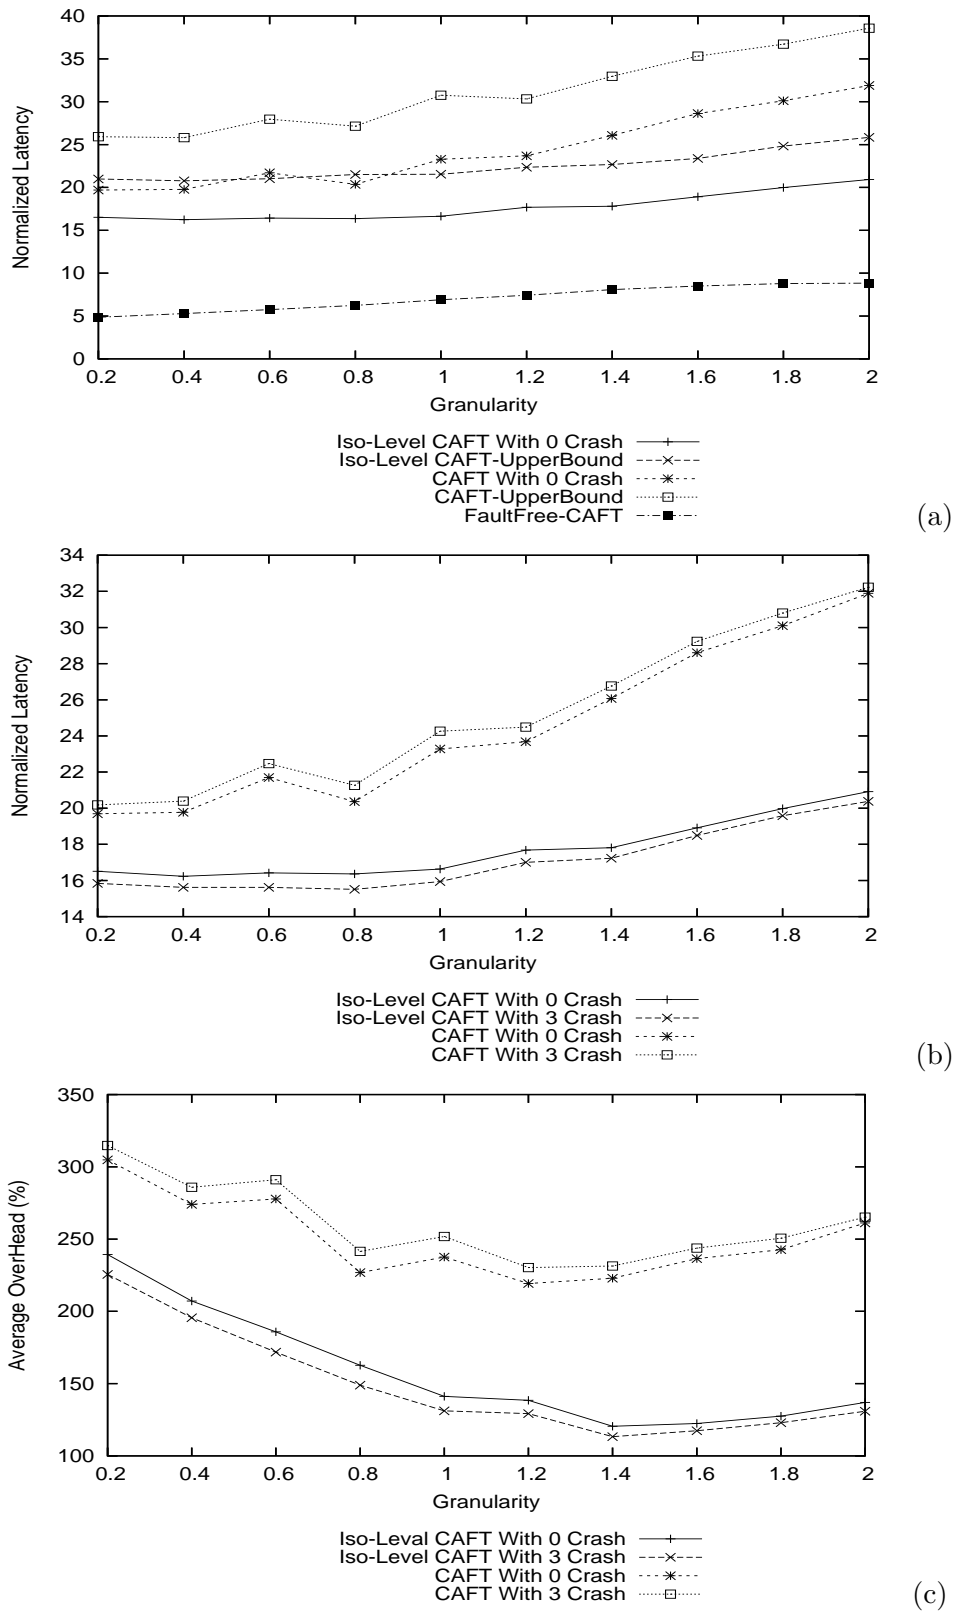 40
35
30
25
20
15
10
5
0
Normalized Latency
0.2 0.4 0.6 0.8 1 1.2 1.4 1.6 1.8 2
Granularity
Iso-Level CAFT With 0 Crash
Iso-Level CAFT-UpperBound
CAFT With 0 Crash
CAFT-UpperBound
FaultFree-CAFT
(a)
34
32
30
28
26
24
22
20
18
16
14
Normalized Latency
0.2 0.4 0.6 0.8 1 1.2 1.4 1.6 1.8 2
Granularity
Iso-Level CAFT With 0 Crash
Iso-Level CAFT With 3 Crash
CAFT With 0 Crash
CAFT With 3 Crash
(b)
350
300
250
200
150
100
Average OverHead (%)
0.2 0.4 0.6 0.8 1 1.2 1.4 1.6 1.8 2
Granularity
Iso-Leval CAFT With 0 Crash
Iso-Level CAFT With 3 Crash
CAFT With 0 Crash
CAFT With 3 Crash
(c)